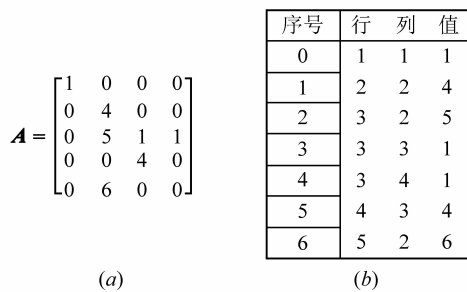 A = [1 0 0 0
0 4 0 0
0 5 1 1
0 0 4 0
0 6 0 0]
(a)
序号 行 列 值
0 1 1 1
1 2 2 4
2 3 2 5
3 3 3 1
4 3 4 1
5 4 3 4
6 5 2 6
(b)